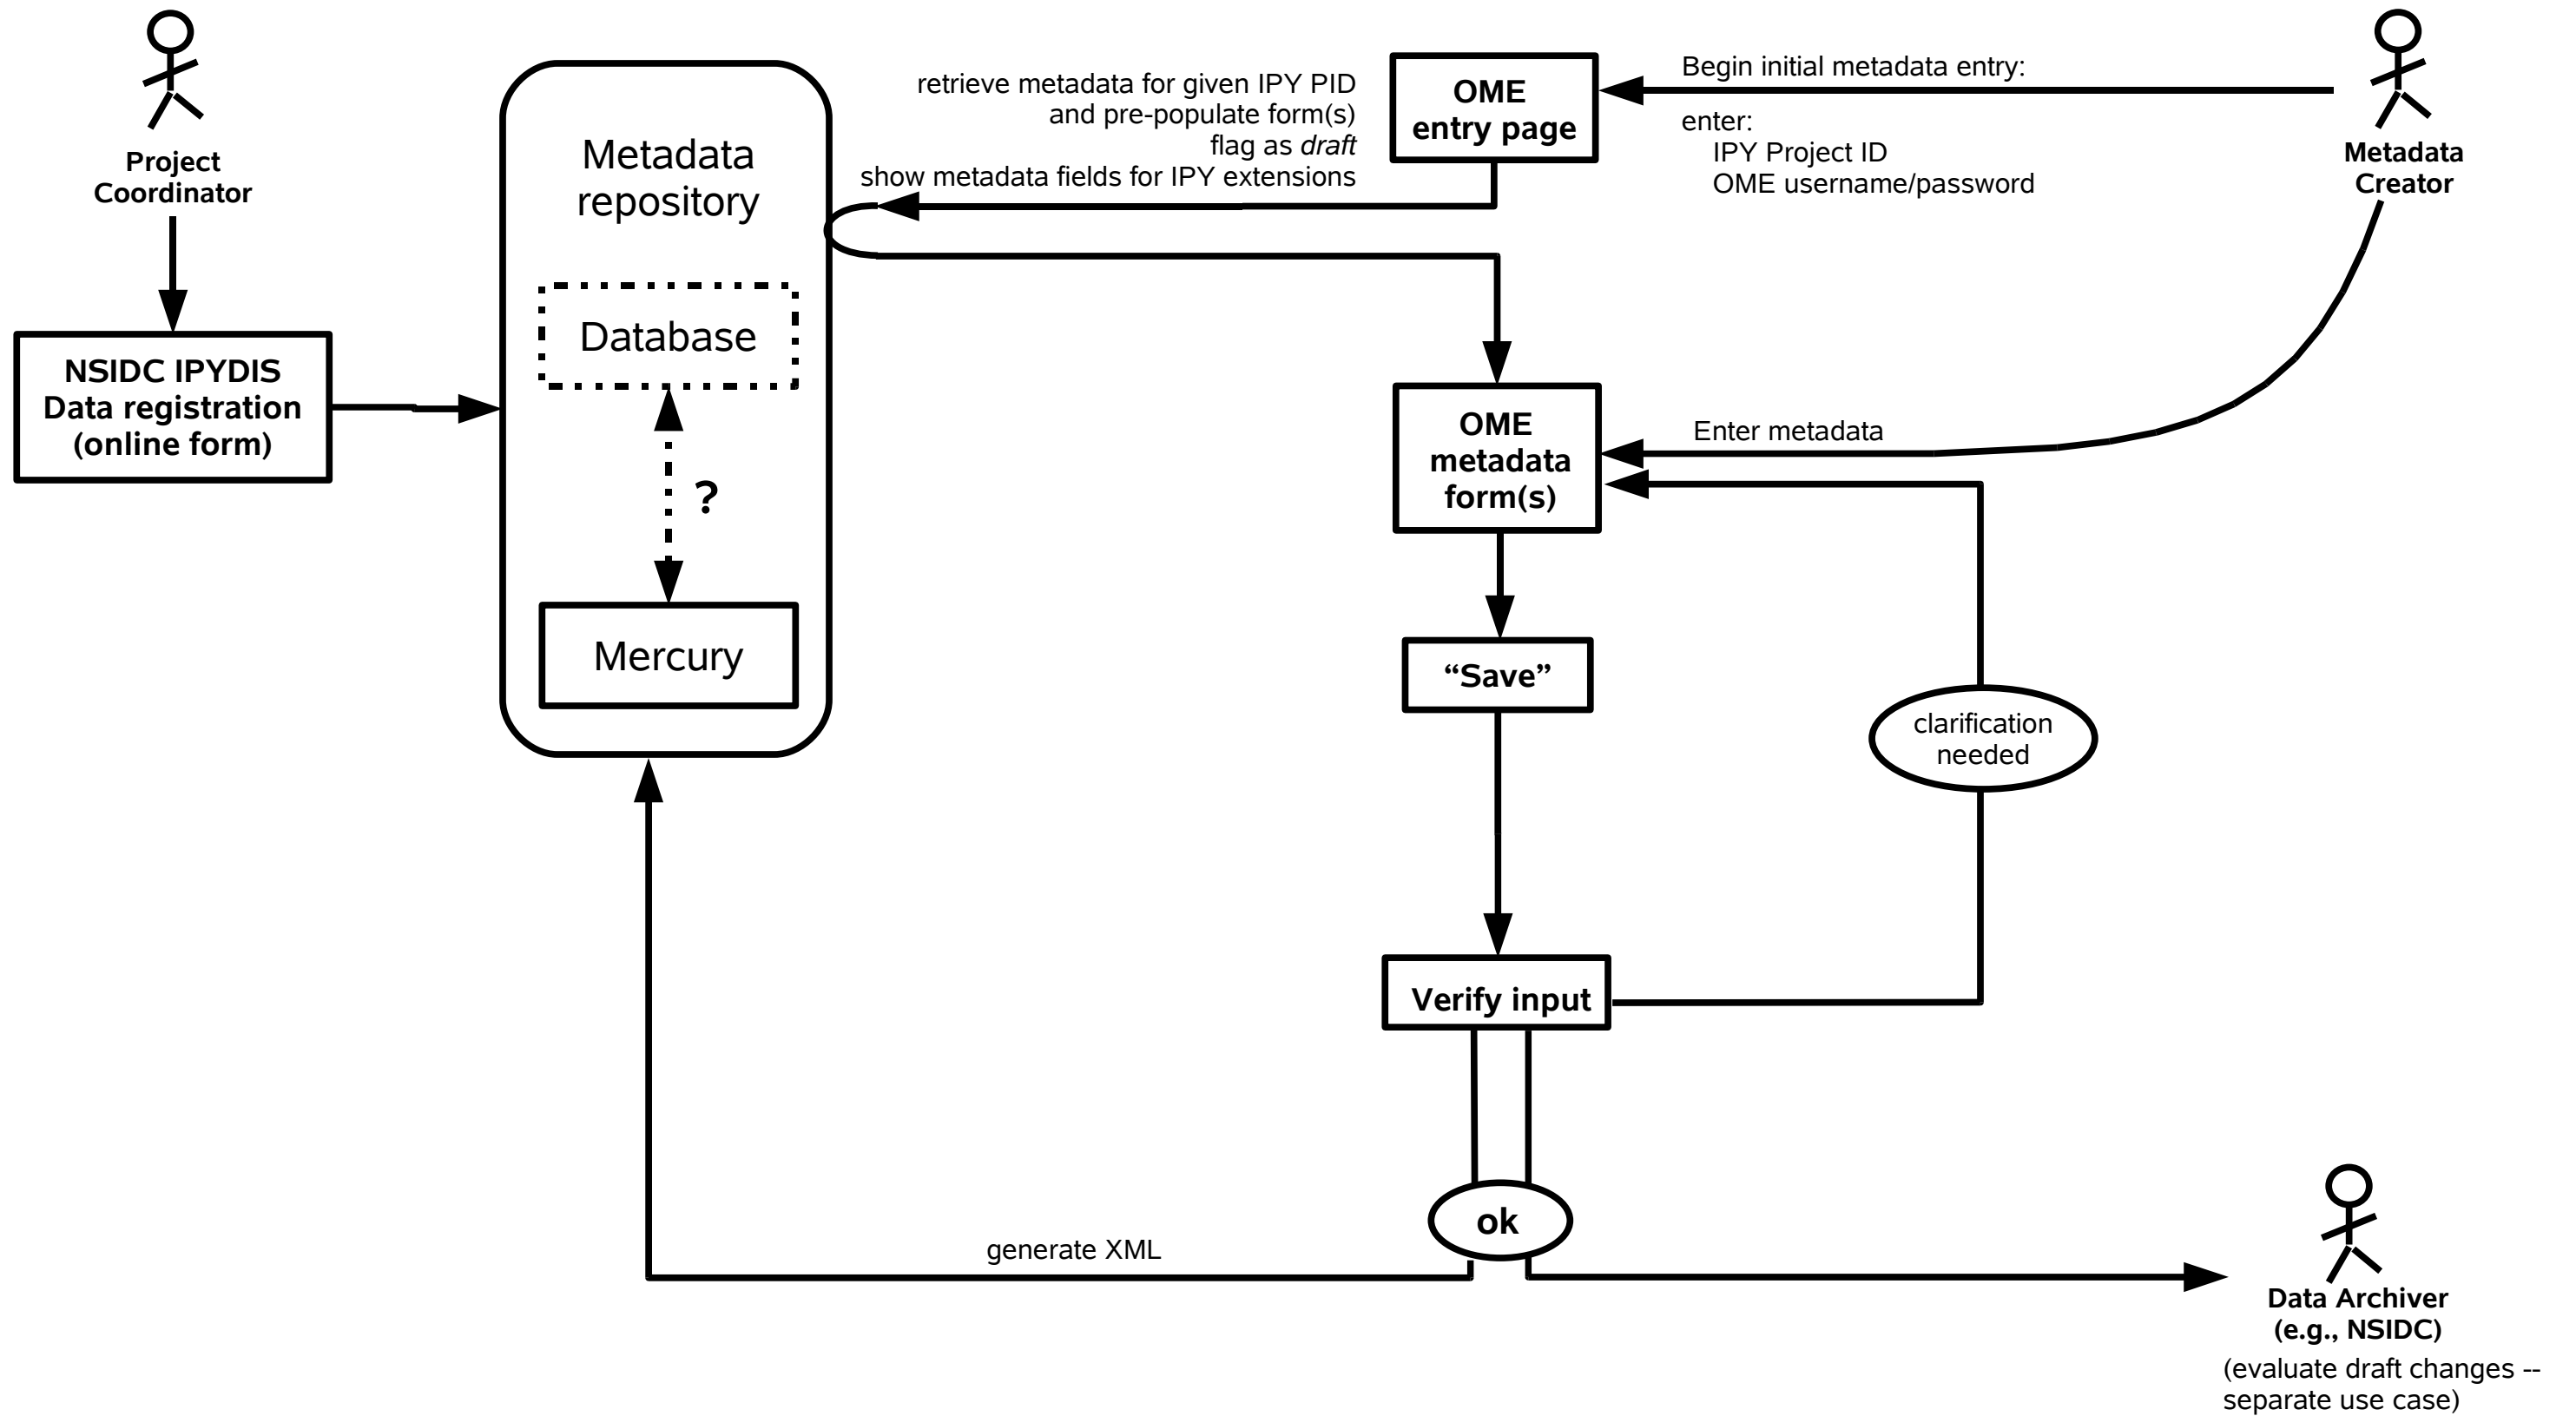 Project
Coordinator
NSIDC IPYDIS
Data registration
(online form)
Metadata
repository
Database
?
Mercury
retrieve metadata for given IPY PID
and pre-populate form(s)
flag as draft
show metadata fields for IPY extensions
OME
entry page
Begin initial metadata entry:
enter:
IPY Project ID
OME username/password
Metadata
Creator
OME
metadata
form(s)
Enter metadata
“Save”
clarification
needed
Verify input
ok
generate XML
Data Archiver
(e.g., NSIDC)
(evaluate draft changes --
separate use case)